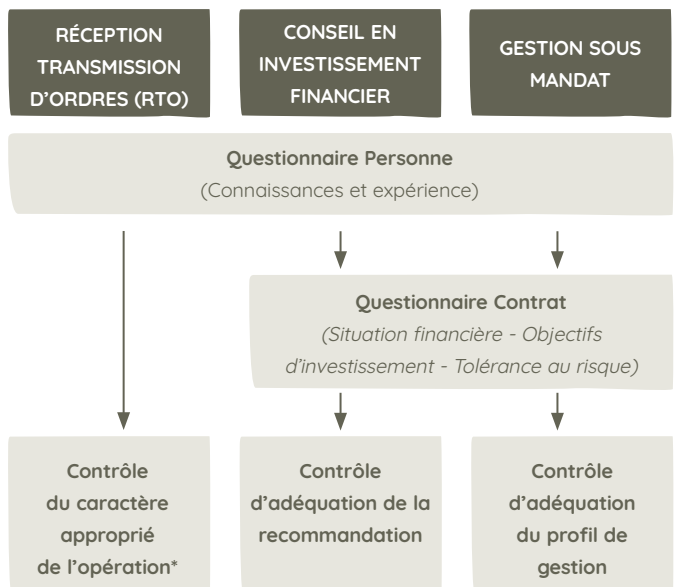 RÉCEPTION
TRANSMISSION
D'ORDRES (RTO)
CONSEIL EN
INVESTISSEMENT
FINANCIER
GESTION SOUS
MANDAT
Questionnaire Personne
(Connaissances et expérience)
Questionnaire Contrat
(Situation financière - Objectifs
d'investissement - Tolérance au risque)
Contrôle
du caractère
approprié
de l'opération*
Contrôle
d'adéquation de la
recommandation
Contrôle
d'adéquation
du profil de
gestion